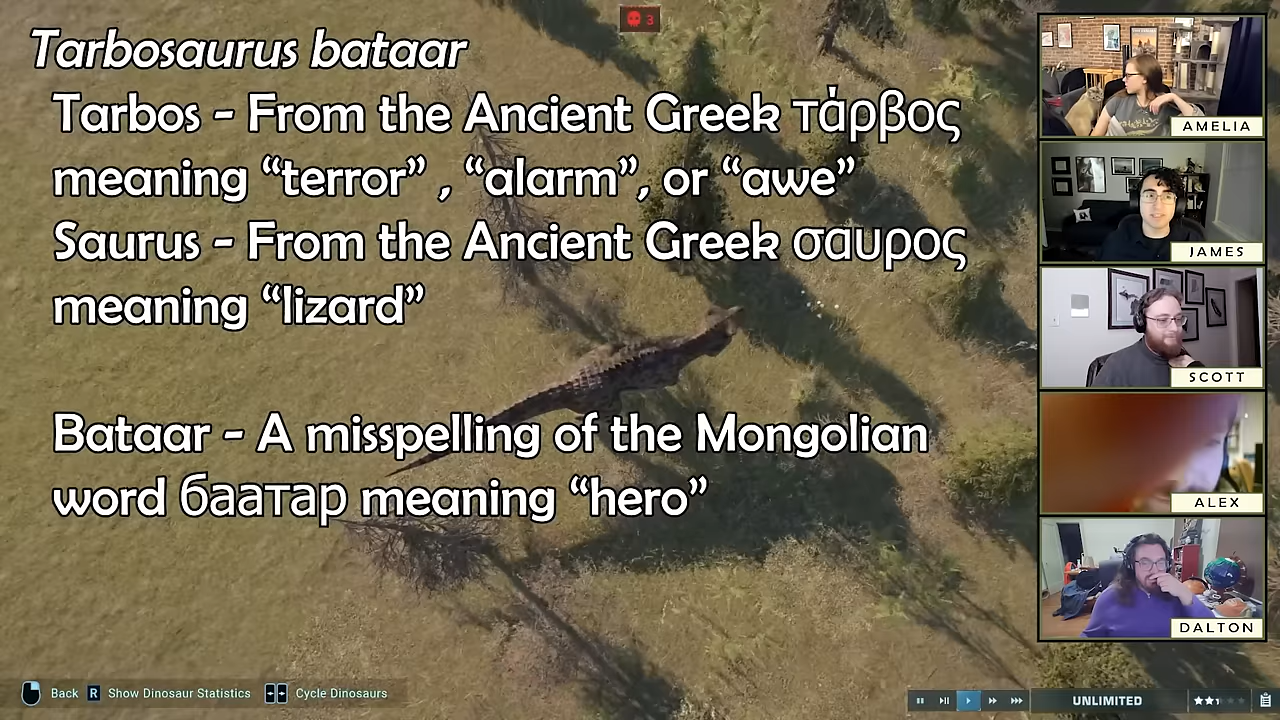 3
Tarbosaurus bataar
Tarbos - From the Ancient Greek τάρβος
meaning “terror” , “alarm”, or “awe”
Saurus - From the Ancient Greek σαυρος
meaning “lizard”
Bataar - A misspelling of the Mongolian
word баатар meaning “hero”
AMELIA
JAMES
SCOTT
ALEX
DALTON
Back R Show Dinosaur Statistics Cycle Dinosaurs
UNLIMITED